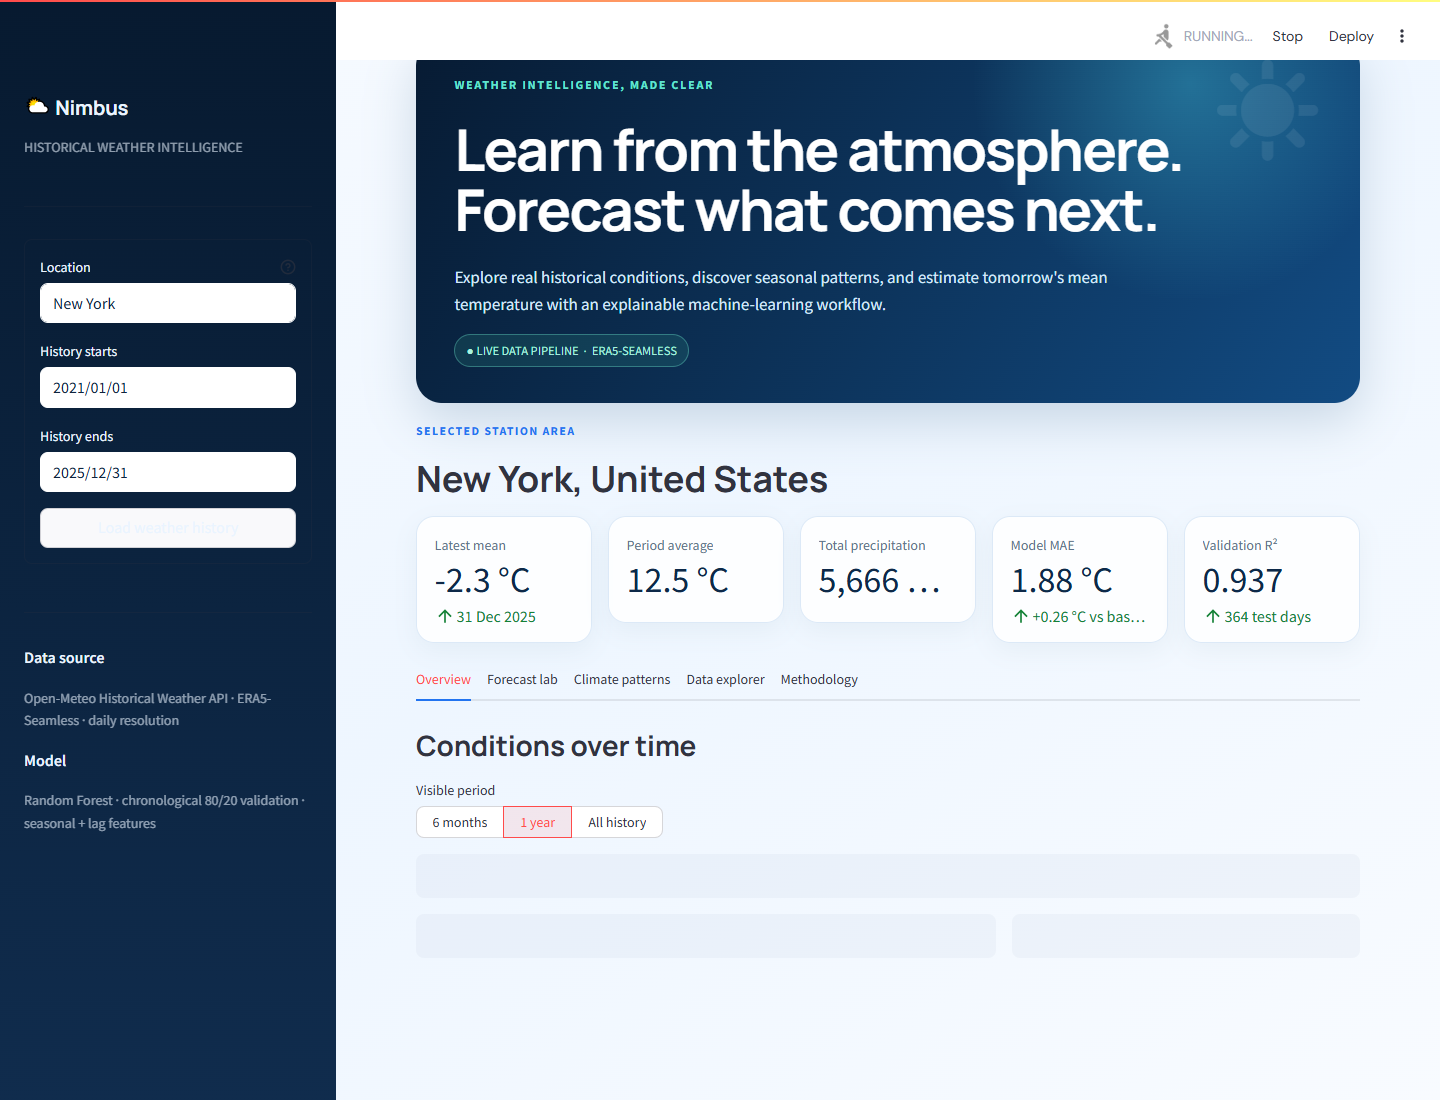 RUNNING...
Stop
Deploy
Nimbus
HISTORICAL WEATHER INTELLIGENCE
Location
New York
History starts
2021/01/01
History ends
2025/12/31
Load weather history
Data source
Open-Meteo Historical Weather API · ERA5-
Seamless · daily resolution
Model
Random Forest · chronological 80/20 validation ·
seasonal + lag features
WEATHER INTELLIGENCE, MADE CLEAR
Learn from the atmosphere.
Forecast what comes next.
Explore real historical conditions, discover seasonal patterns, and estimate tomorrow's mean
temperature with an explainable machine-learning workflow.
● LIVE DATA PIPELINE · ERA5-SEAMLESS
SELECTED STATION AREA
New York, United States
Latest mean
-2.3 °C
↑ 31 Dec 2025
Period average
12.5 °C
Total precipitation
5,666 ...
Model MAE
1.88 °C
↑ +0.26 °C vs bas...
Validation R²
0.937
↑ 364 test days
Overview
Forecast lab
Climate patterns
Data explorer
Methodology
Conditions over time
Visible period
6 months
1 year
All history